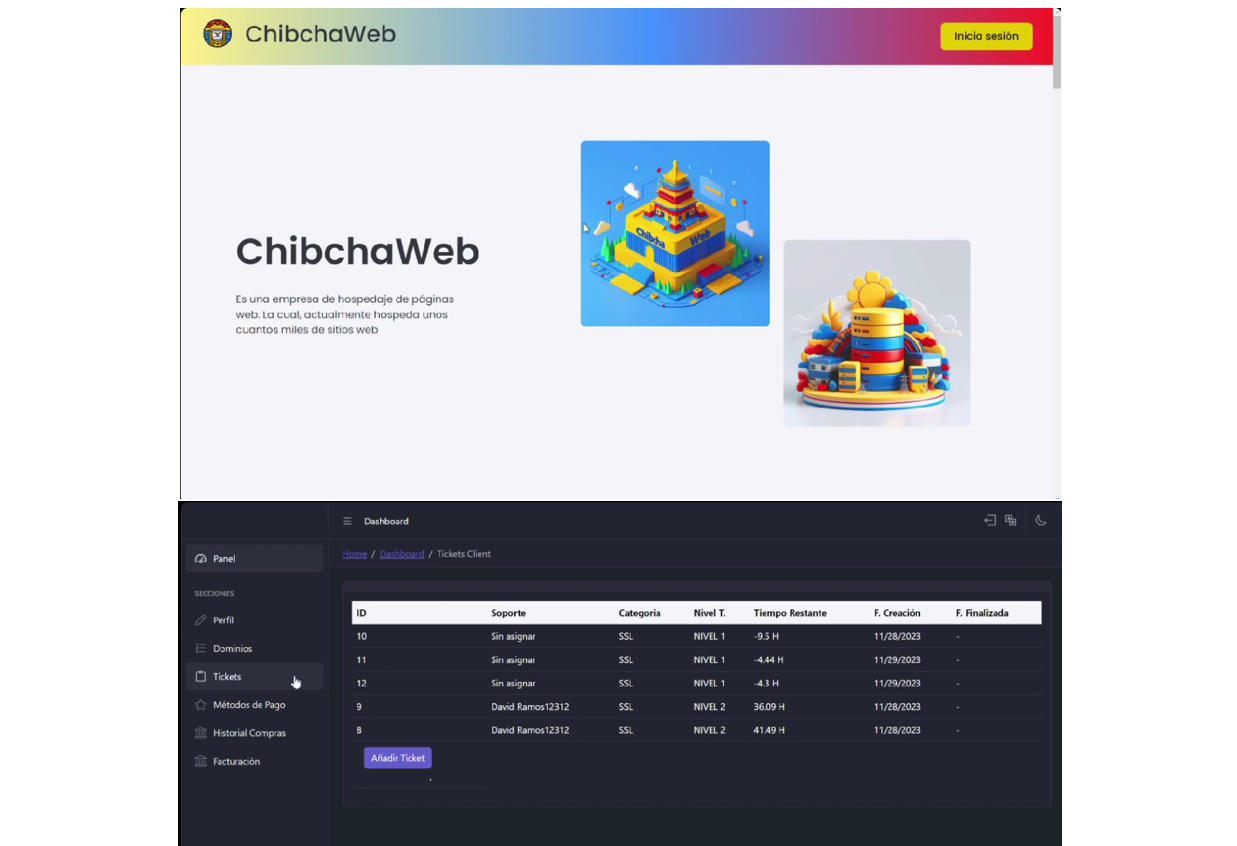 ChibchaWeb
Inicia sesión
ChibchaWeb
Es una empresa de hospedaje de páginas
web. La cual, actualmente hospeda unos
cuantos miles de sitios web
Chibcha Web
Dashboard
Home / Dashboard / Tickets Client
Panel
SECCIONES
Perfil
Dominios
Tickets
Métodos de Pago
Historial Compras
Facturación
ID Soporte Categoria Nivel T. Tiempo Restante F. Creación F. Finalizada
10 Sin asignar SSL NIVEL 1 -9.5 H 11/28/2023 -
11 Sin asignar SSL NIVEL 1 -4.44 H 11/29/2023 -
12 Sin asignar SSL NIVEL 1 -4.3 H 11/29/2023 -
9 David Ramos12312 SSL NIVEL 2 36.09 H 11/28/2023 -
8 David Ramos12312 SSL NIVEL 2 41.49 H 11/28/2023 -
Añadir Ticket